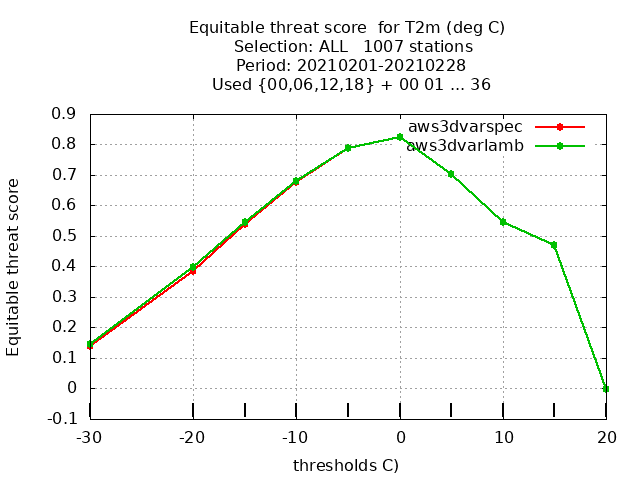 Equitable threat score  for T2m (deg C)
Selection: ALL   1007 stations
Period: 20210201-20210228
Used {00,06,12,18} + 00 01 ... 36
aws3dvarspec
aws3dvarlamb
Equitable threat score
0.9
0.8
0.7
0.6
0.5
0.4
0.3
0.2
0.1
0
-0.1
-30 -20 -10 0 10 20
thresholds C)